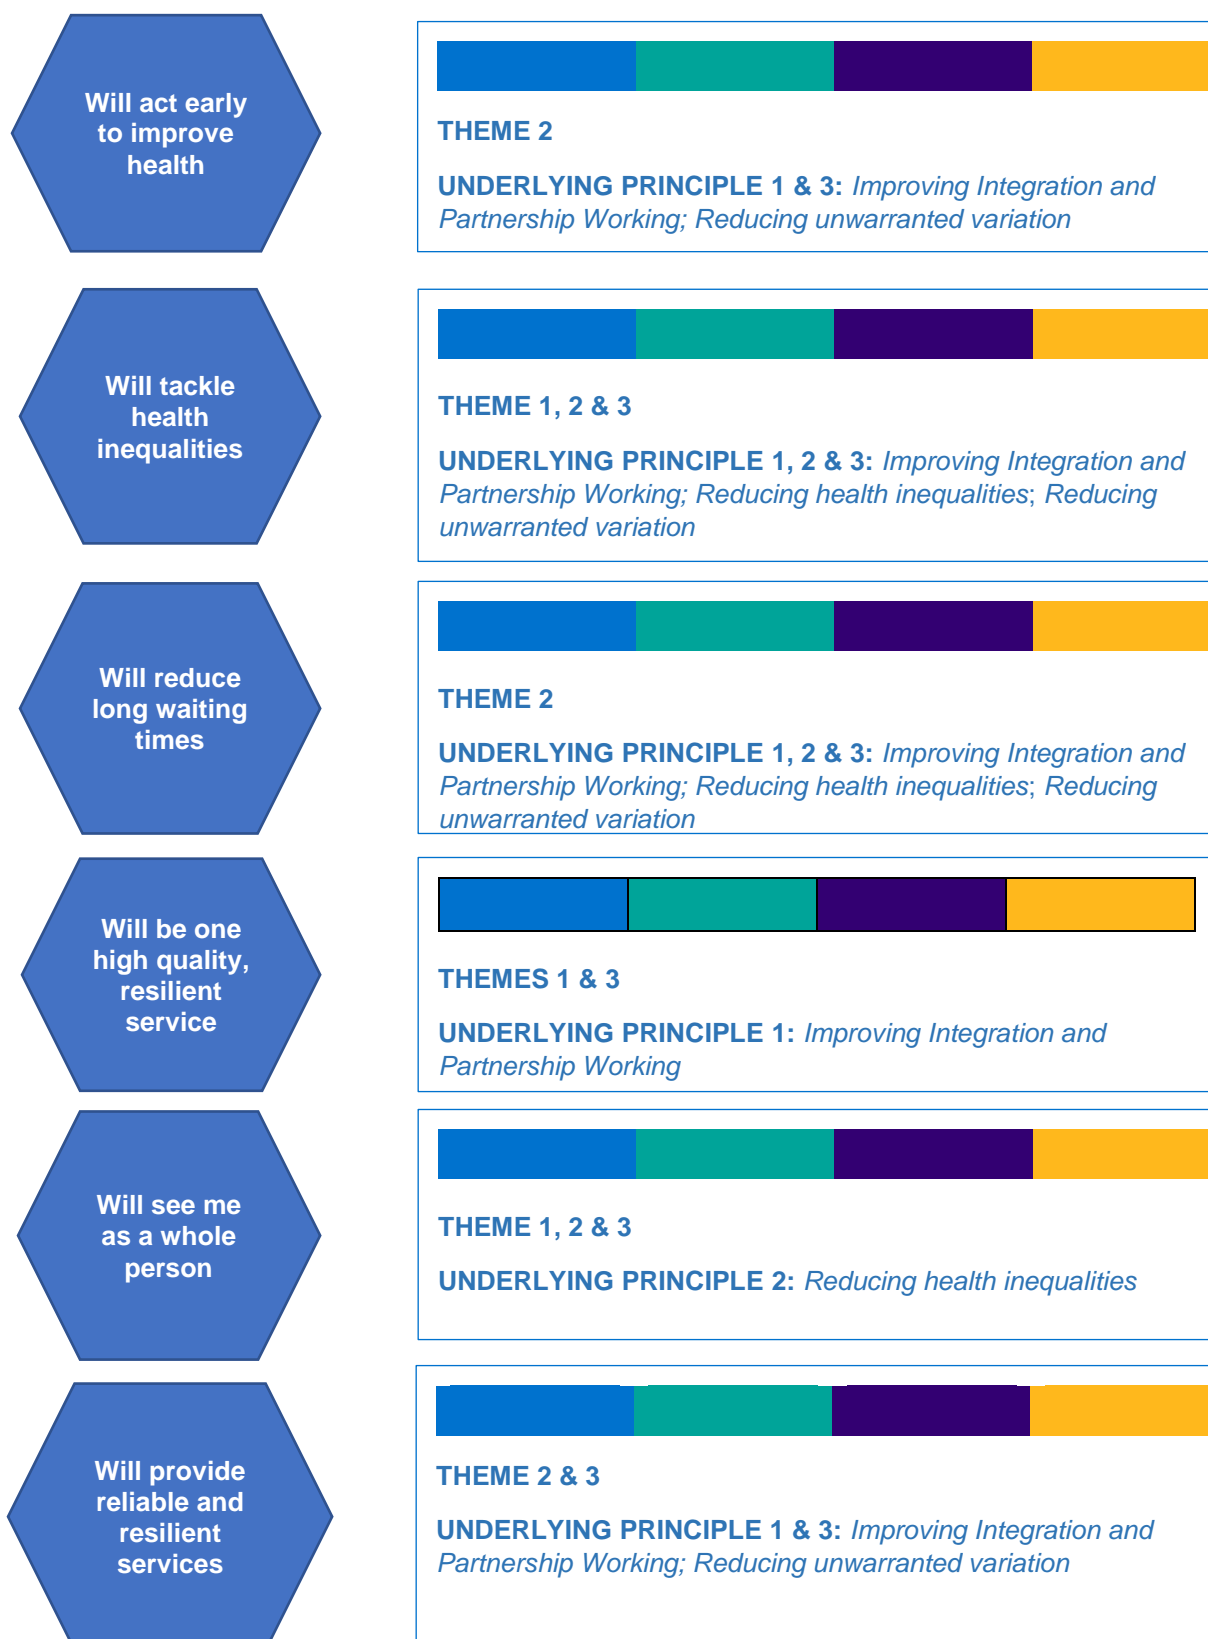 Will act early
to improve
health
THEME 2
UNDERLYING PRINCIPLE 1 & 3: Improving Integration and
Partnership Working; Reducing unwarranted variation
Will tackle
health
inequalities
THEME 1, 2 & 3
UNDERLYING PRINCIPLE 1, 2 & 3: Improving Integration and
Partnership Working; Reducing health inequalities; Reducing
unwarranted variation
Will reduce
long waiting
times
THEME 2
UNDERLYING PRINCIPLE 1, 2 & 3: Improving Integration and
Partnership Working; Reducing health inequalities; Reducing
unwarranted variation
Will be one
high quality,
resilient
service
THEMES 1 & 3
UNDERLYING PRINCIPLE 1: Improving Integration and
Partnership Working
Will see me
as a whole
person
THEME 1, 2 & 3
UNDERLYING PRINCIPLE 2: Reducing health inequalities
Will provide
reliable and
resilient
services
THEME 2 & 3
UNDERLYING PRINCIPLE 1 & 3: Improving Integration and
Partnership Working; Reducing unwarranted variation